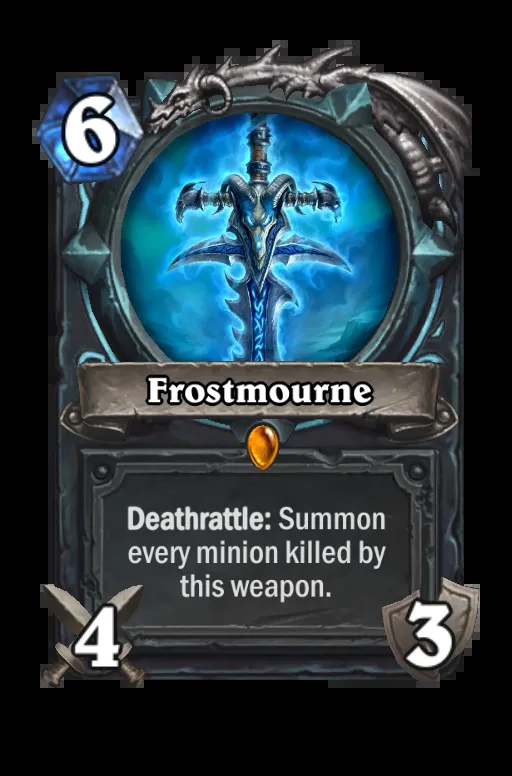 6
Frostmourne
Deathrattle: Summon
every minion killed by
this weapon.
4
3